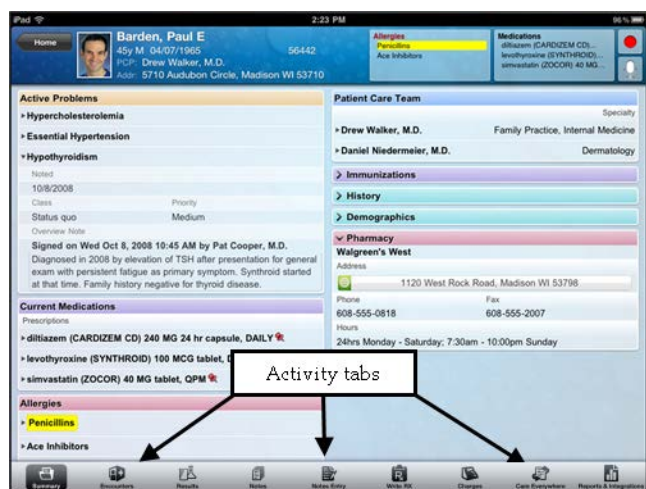 iPad 2:23 PM 96%
Home
Barden, Paul E
45y M 04/07/1965 56442
PCP: Drew Walker, M.D.
Addr: 5710 Audubon Circle, Madison WI 53710
Allergies
Penicillins
Ace Inhibitors
Medications
diltiazem (CARDIZEM CD)...
levothyroxine (SYNTHROID)...
simvastatin (ZOCOR) 40 MG...
Active Problems
Hypercholesterolemia
Essential Hypertension
Hypothyroidism
Noted
10/8/2008
Class Priority
Status quo Medium
Overview Note
Signed on Wed Oct 8, 2008 10:45 AM by Pat Cooper, M.D.
Diagnosed in 2008 by elevation of TSH after presentation for general
exam with persistent fatigue as primary symptom. Synthroid started
at that time. Family history negative for thyroid disease.
Current Medications
Prescriptions
diltiazem (CARDIZEM CD) 240 MG 24 hr capsule, DAILY
levothyroxine (SYNTHROID) 100 MCG tablet, D
simvastatin (ZOCOR) 40 MG tablet, QPM
Allergies
Penicillins
Ace Inhibitors
Patient Care Team
Specialty
Drew Walker, M.D. Family Practice, Internal Medicine
Daniel Niedermeier, M.D. Dermatology
Immunizations
History
Demographics
Pharmacy
Walgreen's West
Address
1120 West Rock Road, Madison WI 53798
Phone Fax
608-555-0818 608-555-2007
Hours
24hrs Monday - Saturday; 7:30am - 10:00pm Sunday
Activity tabs
Summary Encounters Results Notes Notes Entry Write RX Charges Care Everywhere Reports & Integrations